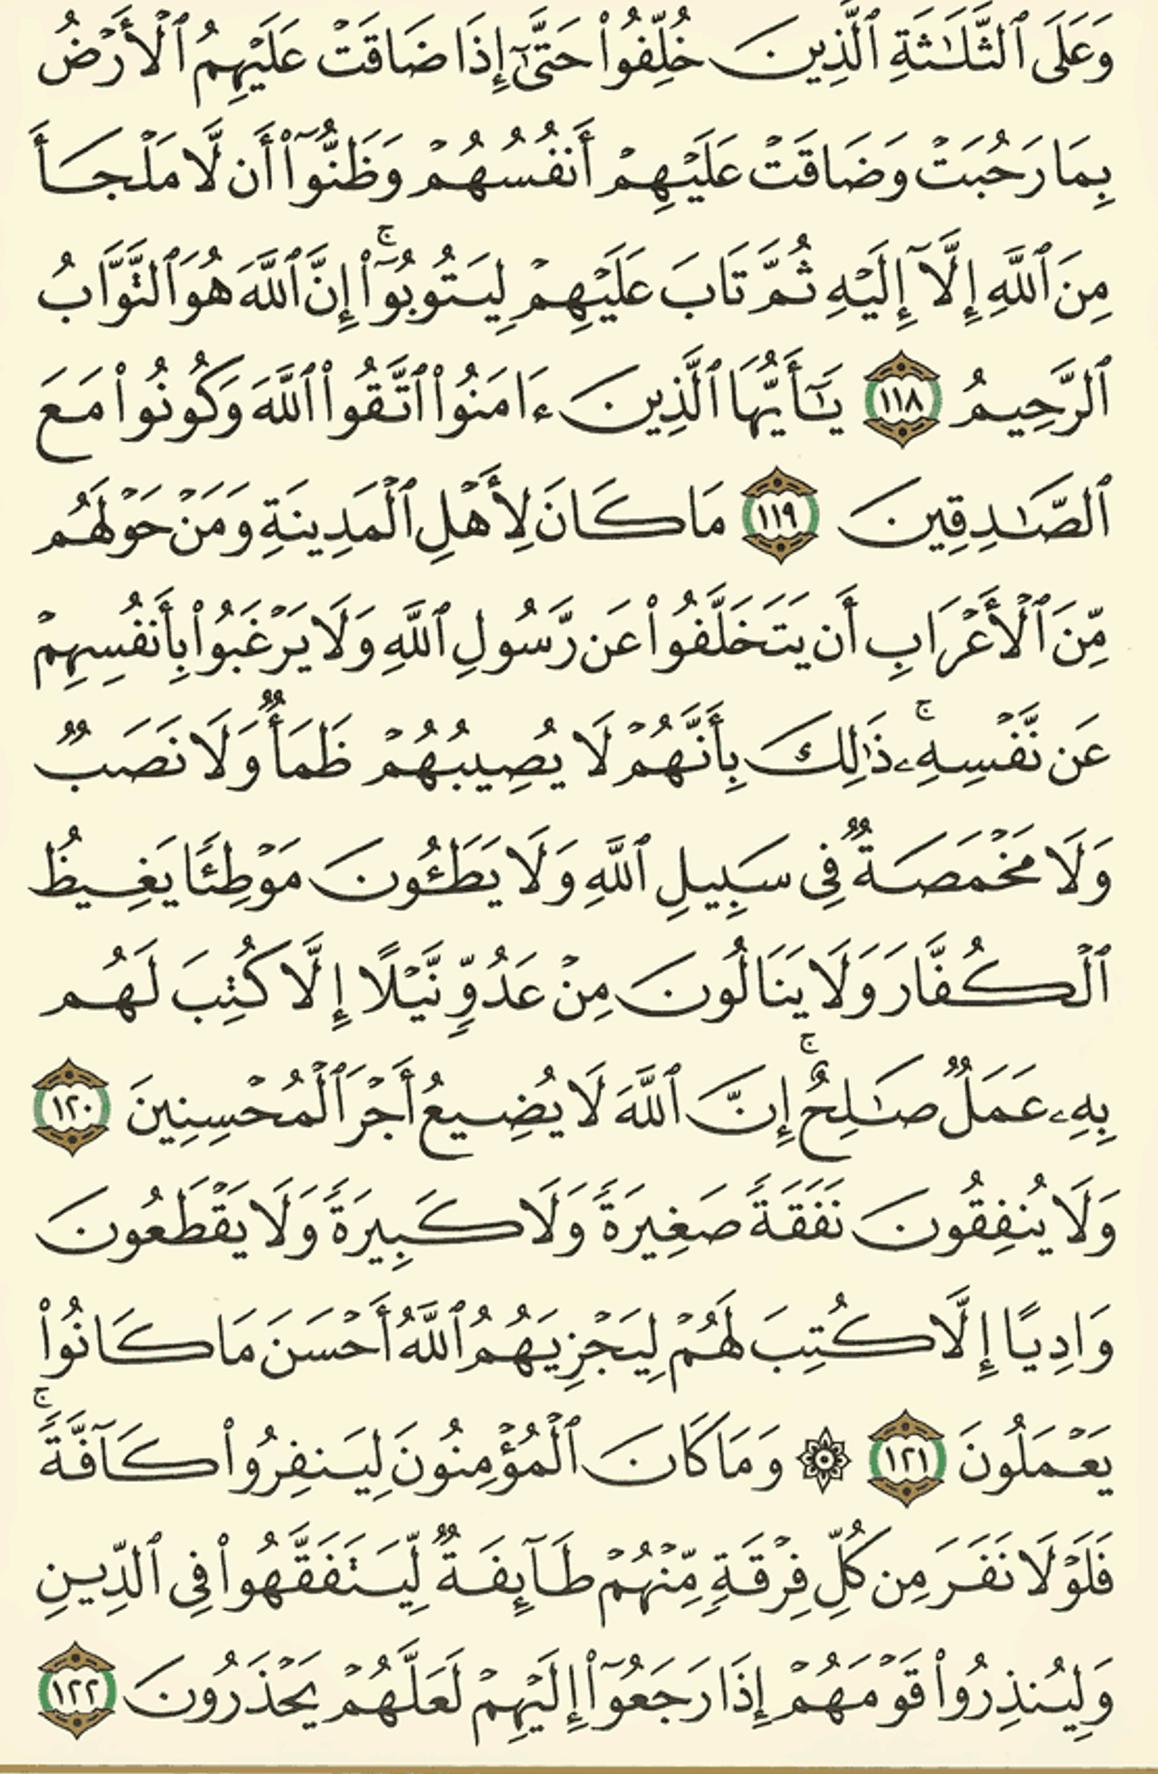 وَعَلَى ٱلثَّلَٰثَةِ ٱلَّذِينَ خُلِّفُوا۟ حَتَّىٰٓ إِذَا ضَاقَتْ عَلَيْهِمُ ٱلْأَرْضُ
بِمَا رَحُبَتْ وَضَاقَتْ عَلَيْهِمْ أَنفُسُهُمْ وَظَنُّوٓا۟ أَن لَّا مَلْجَأَ
مِنَ ٱللَّهِ إِلَّآ إِلَيْهِ ثُمَّ تَابَ عَلَيْهِمْ لِيَتُوبُوٓا۟ ۚ إِنَّ ٱللَّهَ هُوَ ٱلتَّوَّابُ
ٱلرَّحِيمُ ١١٨ يَٰٓأَيُّهَا ٱلَّذِينَ ءَامَنُوا۟ ٱتَّقُوا۟ ٱللَّهَ وَكُونُوا۟ مَعَ
ٱلصَّٰدِقِينَ ١١٩ مَا كَانَ لِأَهْلِ ٱلْمَدِينَةِ وَمَنْ حَوْلَهُم
مِّنَ ٱلْأَعْرَابِ أَن يَتَخَلَّفُوا۟ عَن رَّسُولِ ٱللَّهِ وَلَا يَرْغَبُوا۟ بِأَنفُسِهِمْ
عَن نَّفْسِهِۦ ۚ ذَٰلِكَ بِأَنَّهُمْ لَا يُصِيبُهُمْ ظَمَأٌ وَلَا نَصَبٌ
وَلَا مَخْمَصَةٌ فِى سَبِيلِ ٱللَّهِ وَلَا يَطَـُٔونَ مَوْطِئًا يَغِيظُ
ٱلْكُفَّارَ وَلَا يَنَالُونَ مِنْ عَدُوٍّ نَّيْلًا إِلَّا كُتِبَ لَهُم
بِهِۦ عَمَلٌ صَٰلِحٌ ۚ إِنَّ ٱللَّهَ لَا يُضِيعُ أَجْرَ ٱلْمُحْسِنِينَ ١٢٠
وَلَا يُنفِقُونَ نَفَقَةً صَغِيرَةً وَلَا كَبِيرَةً وَلَا يَقْطَعُونَ
وَادِيًا إِلَّا كُتِبَ لَهُمْ لِيَجْزِيَهُمُ ٱللَّهُ أَحْسَنَ مَا كَانُوا۟
يَعْمَلُونَ ١٢١ ۞ وَمَا كَانَ ٱلْمُؤْمِنُونَ لِيَنفِرُوا۟ كَآفَّةً ۚ
فَلَوْلَا نَفَرَ مِن كُلِّ فِرْقَةٍ مِّنْهُمْ طَآئِفَةٌ لِّيَتَفَقَّهُوا۟ فِى ٱلدِّينِ
وَلِيُنذِرُوا۟ قَوْمَهُمْ إِذَا رَجَعُوٓا۟ إِلَيْهِمْ لَعَلَّهُمْ يَحْذَرُونَ ١٢٢